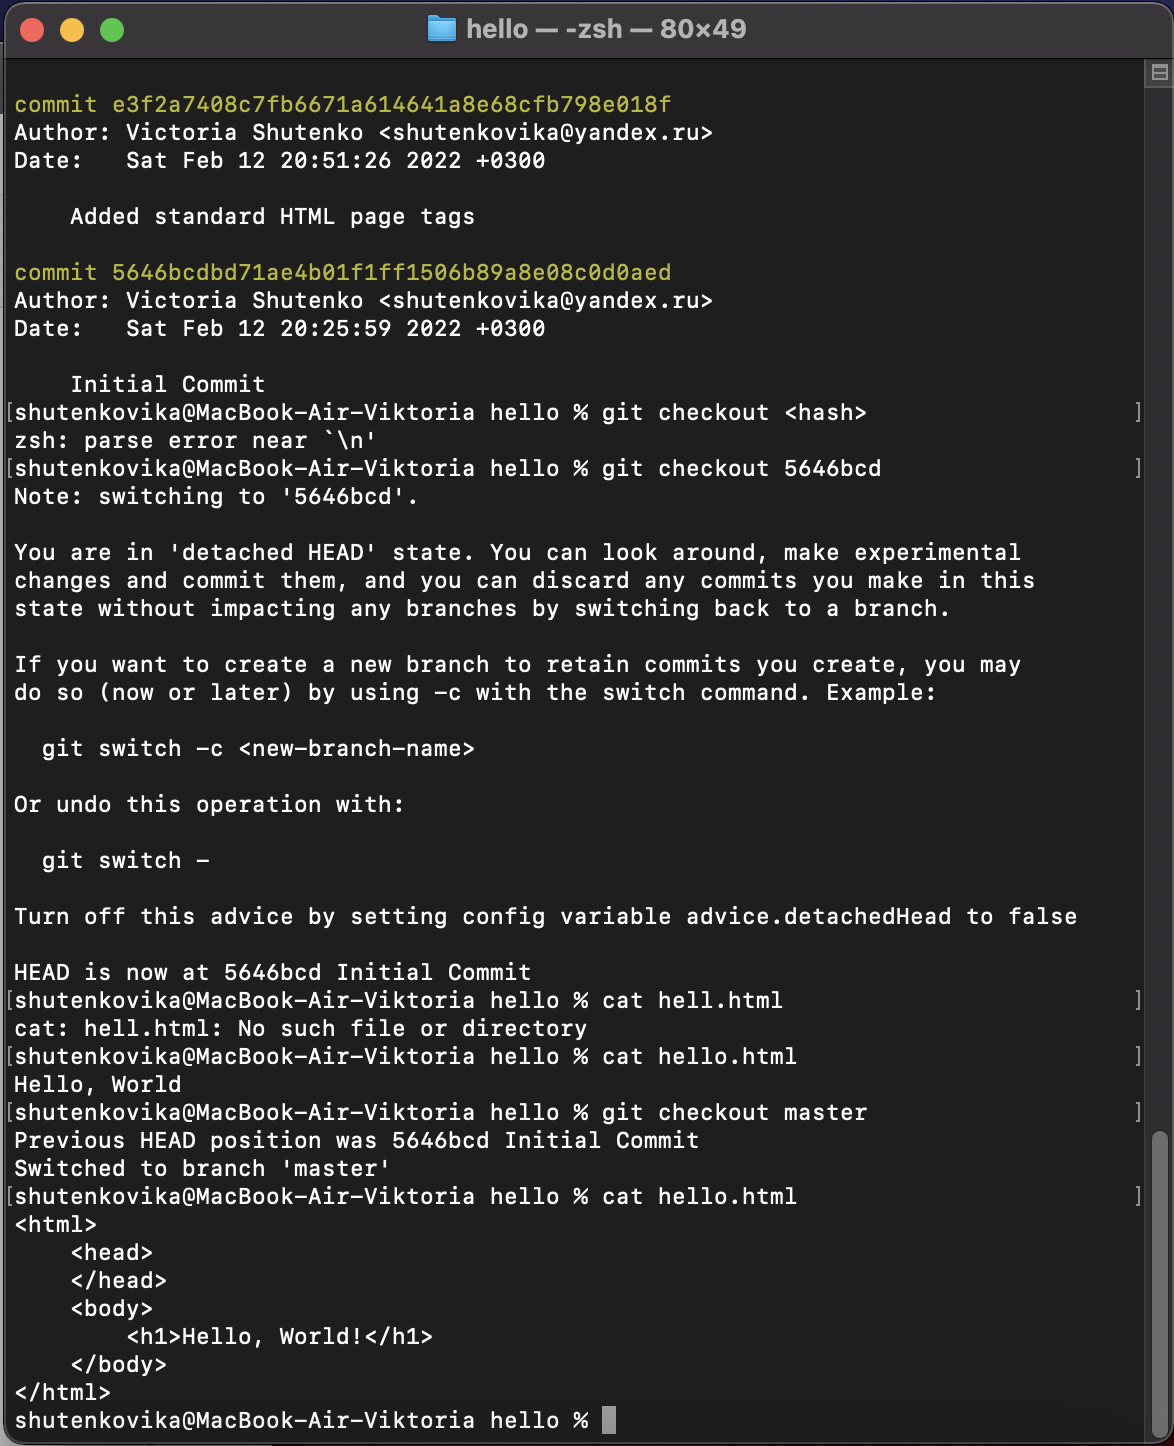 hello — -zsh — 80×49
commit e3f2a7408c7fb6671a614641a8e68cfb798e018f
Author: Victoria Shutenko <shutenkovika@yandex.ru>
Date:   Sat Feb 12 20:51:26 2022 +0300

    Added standard HTML page tags

commit 5646bcdbd71ae4b01f1ff1506b89a8e08c0d0aed
Author: Victoria Shutenko <shutenkovika@yandex.ru>
Date:   Sat Feb 12 20:25:59 2022 +0300

    Initial Commit
[shutenkovika@MacBook-Air-Viktoria hello % git checkout <hash> ]
zsh: parse error near `\n'
[shutenkovika@MacBook-Air-Viktoria hello % git checkout 5646bcd ]
Note: switching to '5646bcd'.

You are in 'detached HEAD' state. You can look around, make experimental
changes and commit them, and you can discard any commits you make in this
state without impacting any branches by switching back to a branch.

If you want to create a new branch to retain commits you create, you may
do so (now or later) by using -c with the switch command. Example:

  git switch -c <new-branch-name>

Or undo this operation with:

  git switch -

Turn off this advice by setting config variable advice.detachedHead to false

HEAD is now at 5646bcd Initial Commit
[shutenkovika@MacBook-Air-Viktoria hello % cat hell.html ]
cat: hell.html: No such file or directory
[shutenkovika@MacBook-Air-Viktoria hello % cat hello.html ]
Hello, World
[shutenkovika@MacBook-Air-Viktoria hello % git checkout master ]
Previous HEAD position was 5646bcd Initial Commit
Switched to branch 'master'
[shutenkovika@MacBook-Air-Viktoria hello % cat hello.html ]
<html>
    <head>
    </head>
    <body>
        <h1>Hello, World!</h1>
    </body>
</html>
shutenkovika@MacBook-Air-Viktoria hello %